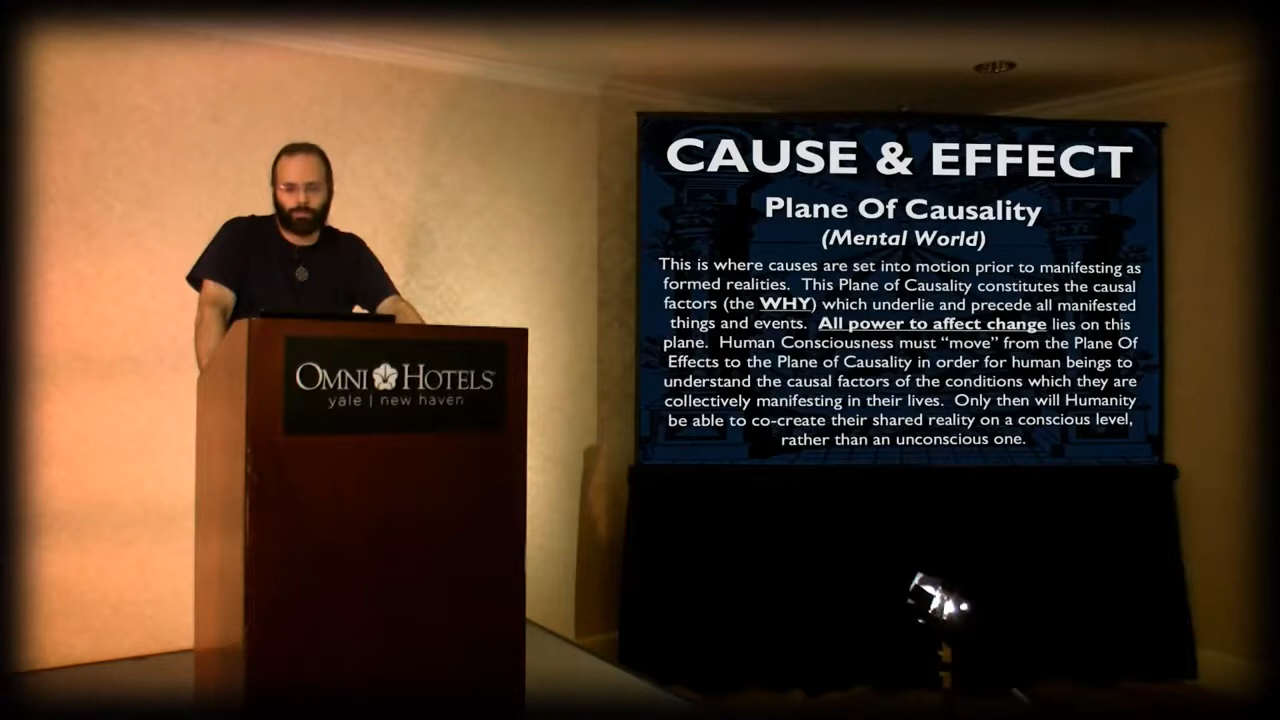 OMNI HOTELS
yale | new haven
CAUSE & EFFECT
Plane Of Causality
(Mental World)
This is where causes are set into motion prior to manifesting as
formed realities. This Plane of Causality constitutes the causal
factors (the WHY) which underlie and precede all manifested
things and events. All power to affect change lies on this
plane. Human Consciousness must “move” from the Plane Of
Effects to the Plane of Causality in order for human beings to
understand the causal factors of the conditions which they are
collectively manifesting in their lives. Only then will Humanity
be able to co-create their shared reality on a conscious level,
rather than an unconscious one.